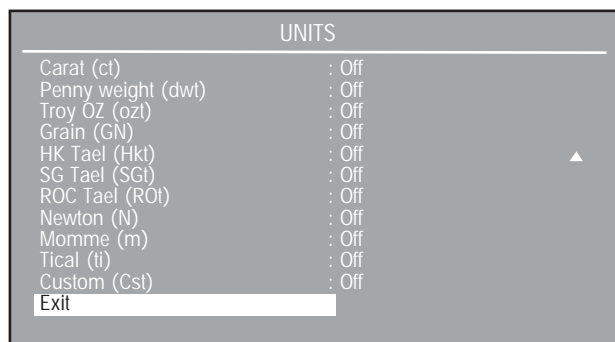 UNITS
Carat (ct) : Off
Penny weight (dwt) : Off
Troy OZ (ozt) : Off
Grain (GN) : Off
HK Tael (Hkt) : Off
SG Tael (SGt) : Off
ROC Tael (ROt) : Off
Newton (N) : Off
Momme (m) : Off
Tical (ti) : Off
Custom (Cst) : Off
Exit